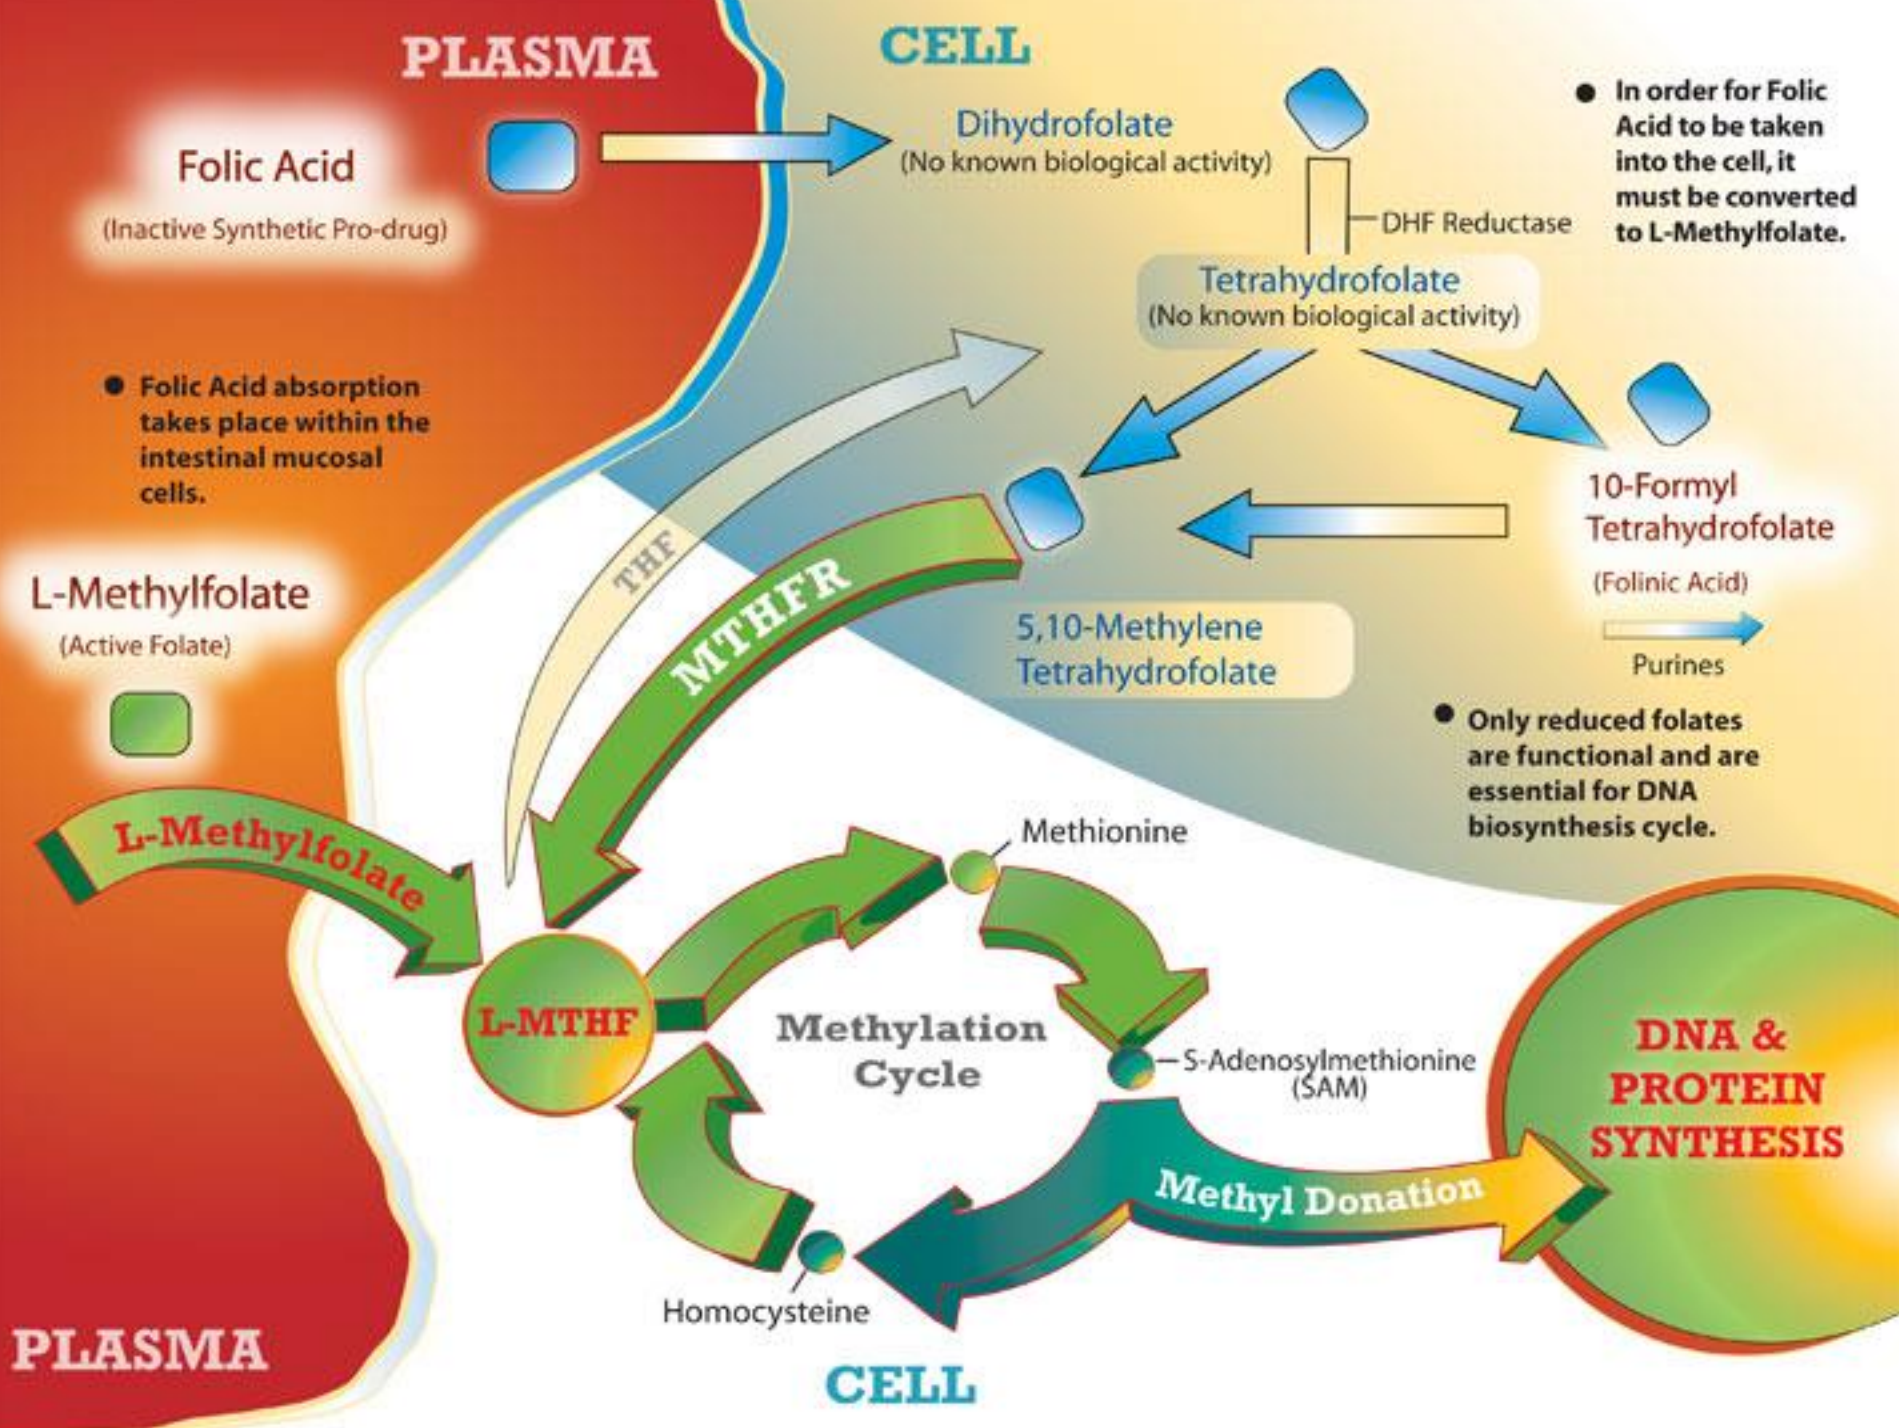 PLASMA
CELL
Folic Acid
(Inactive Synthetic Pro-drug)
Dihydrofolate
(No known biological activity)
DHF Reductase
In order for Folic
Acid to be taken
into the cell, it
must be converted
to L-Methylfolate.
Tetrahydrofolate
(No known biological activity)
Folic Acid absorption
takes place within the
intestinal mucosal
cells.
10-Formyl
Tetrahydrofolate
(Folinic Acid)
Purines
THF
MTHFR
L-Methylfolate
(Active Folate)
5,10-Methylene
Tetrahydrofolate
Only reduced folates
are functional and are
essential for DNA
biosynthesis cycle.
L-Methylfolate
Methionine
L-MTHF
Methylation
Cycle
S-Adenosylmethionine
(SAM)
DNA &
PROTEIN
SYNTHESIS
Methyl Donation
Homocysteine
PLASMA
CELL